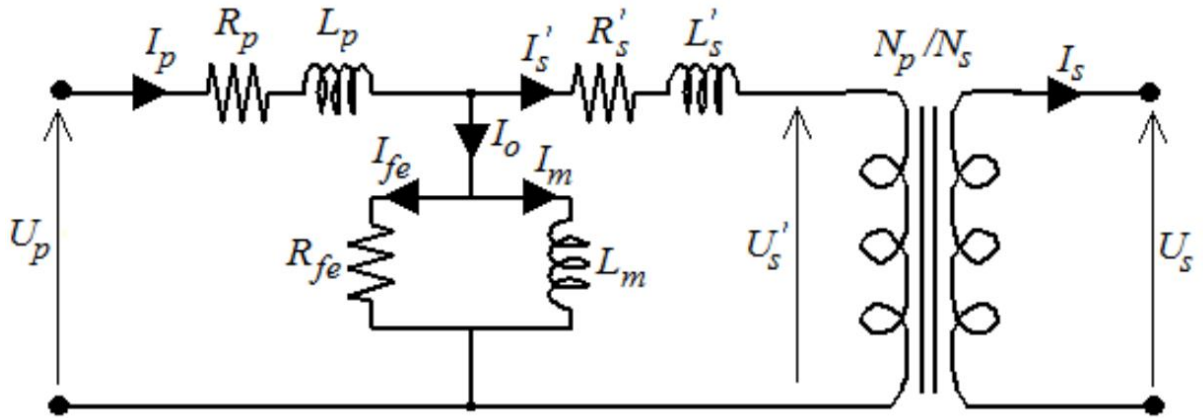 I_p R_p L_p I_s' R_s' L_s' N_p/N_s I_s
I_o
I_fe I_m
U_p R_fe L_m U_s' U_s